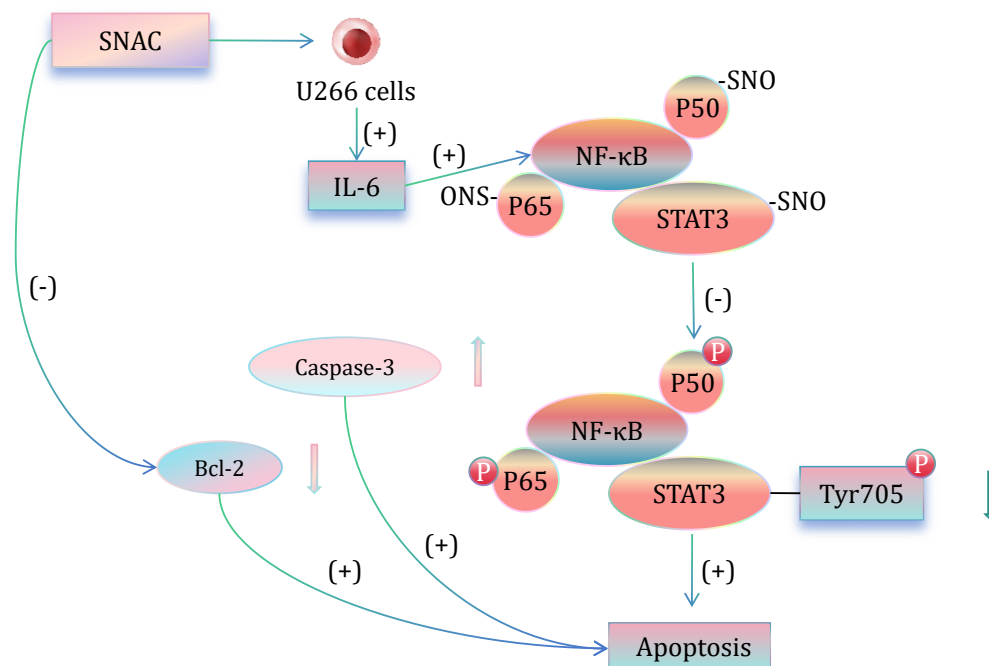 SNAC
U266 cells
(+)
IL-6
(+)
NF-κB
P50
-SNO
ONS-
P65
STAT3
-SNO
(-)
(-)
Caspase-3
Bcl-2
P
P50
NF-κB
P
P65
STAT3
Tyr705
P
(+)
(+)
(+)
Apoptosis